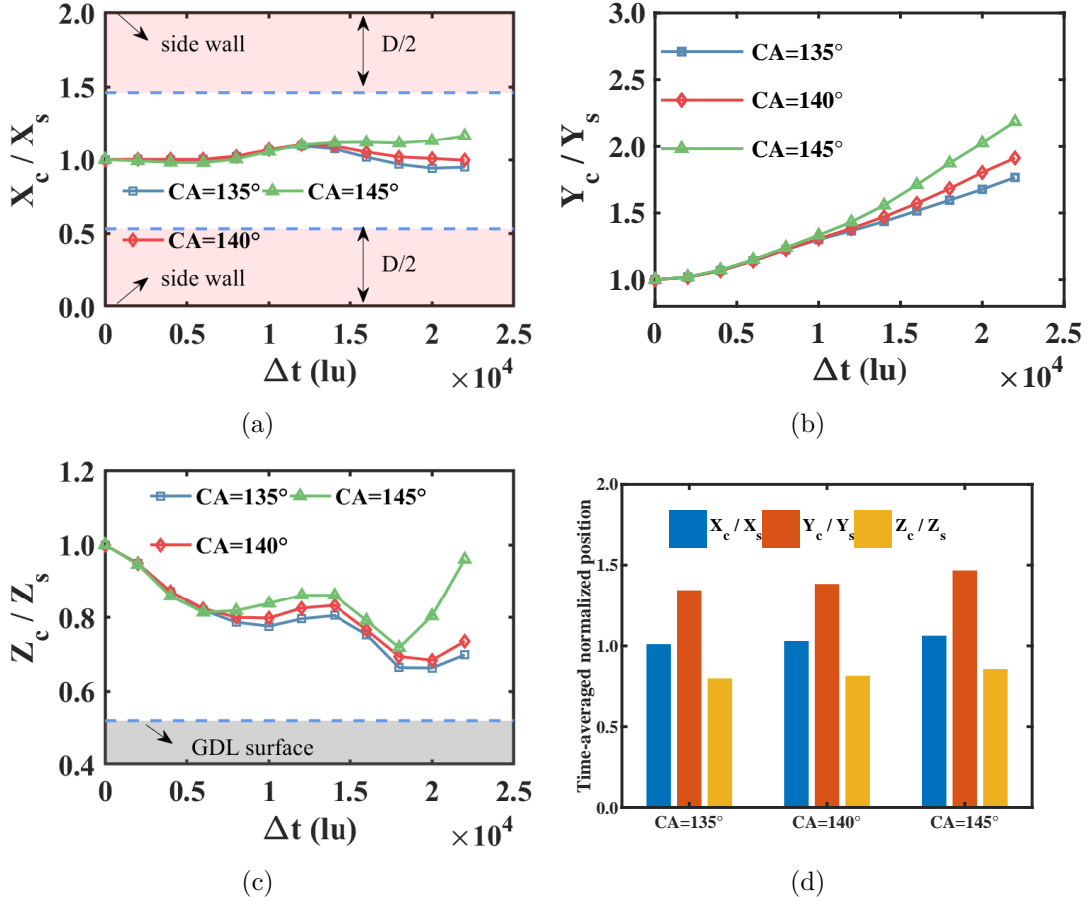 2.0
1.5
1.0
0.5
0.0
X_c / X_s
side wall
D/2
CA=135° CA=145°
CA=140°
side wall
D/2
0 0.5 1 1.5 2 2.5
Δt (lu) ×10^4
(a)
3.0
2.5
2.0
1.5
1.0
Y_c / Y_s
CA=135°
CA=140°
CA=145°
0 0.5 1 1.5 2 2.5
Δt (lu) ×10^4
(b)
1.2
1.0
0.8
0.6
0.4
Z_c / Z_s
CA=135° CA=145°
CA=140°
GDL surface
0 0.5 1 1.5 2 2.5
Δt (lu) ×10^4
(c)
2.0
1.5
1.0
0.5
0.0
Time-averaged normalized position
X_c / X_s Y_c / Y_s Z_c / Z_s
CA=135° CA=140° CA=145°
(d)